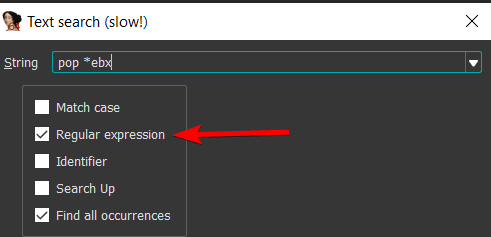 Text search (slow!)
String pop *ebx
Match case
Regular expression
Identifier
Search Up
Find all occurrences